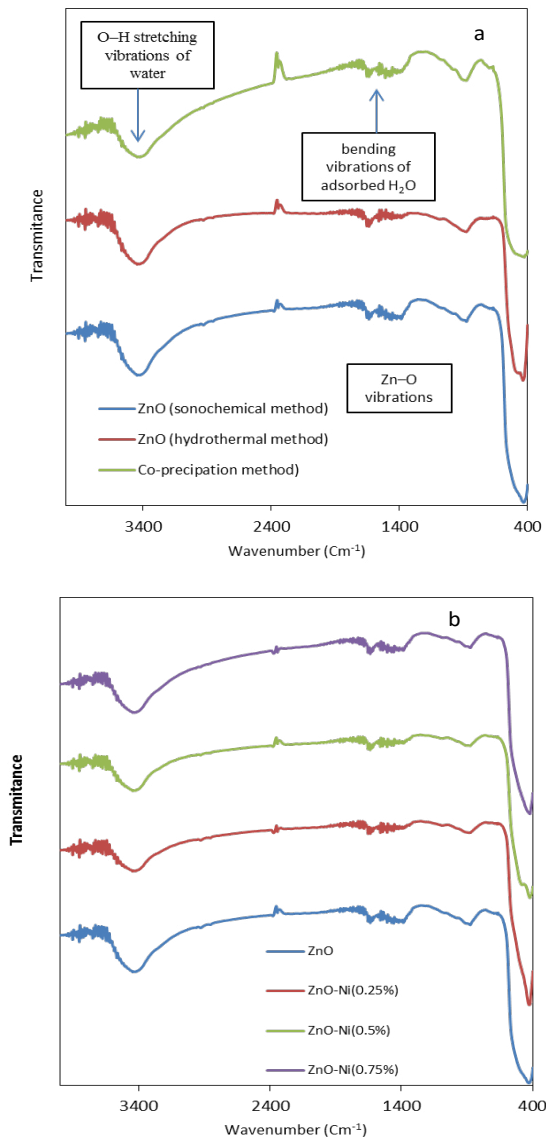 a
O–H stretching
vibrations of
water
bending
vibrations of
adsorbed H₂O
Transmitance
Zn–O
vibrations
ZnO (sonochemical method)
ZnO (hydrothermal method)
Co-precipation method)
3400 2400 1400 400
Wavenumber (Cm⁻¹)
b
Transmitance
ZnO
ZnO-Ni(0.25%)
ZnO-Ni(0.5%)
ZnO-Ni(0.75%)
3400 2400 1400 400
Wavenumber (Cm⁻¹)